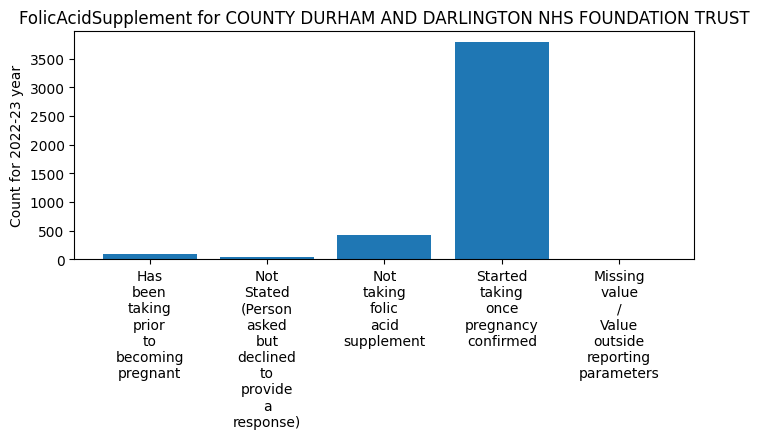 FolicAcidSupplement for COUNTY DURHAM AND DARLINGTON NHS FOUNDATION TRUST
Count for 2022-23 year
3500
3000
2500
2000
1500
1000
500
0
Has
been
taking
prior
to
becoming
pregnant
Not
Stated
(Person
asked
but
declined
to
provide
a
response)
Not
taking
folic
acid
supplement
Started
taking
once
pregnancy
confirmed
Missing
value
/
Value
outside
reporting
parameters